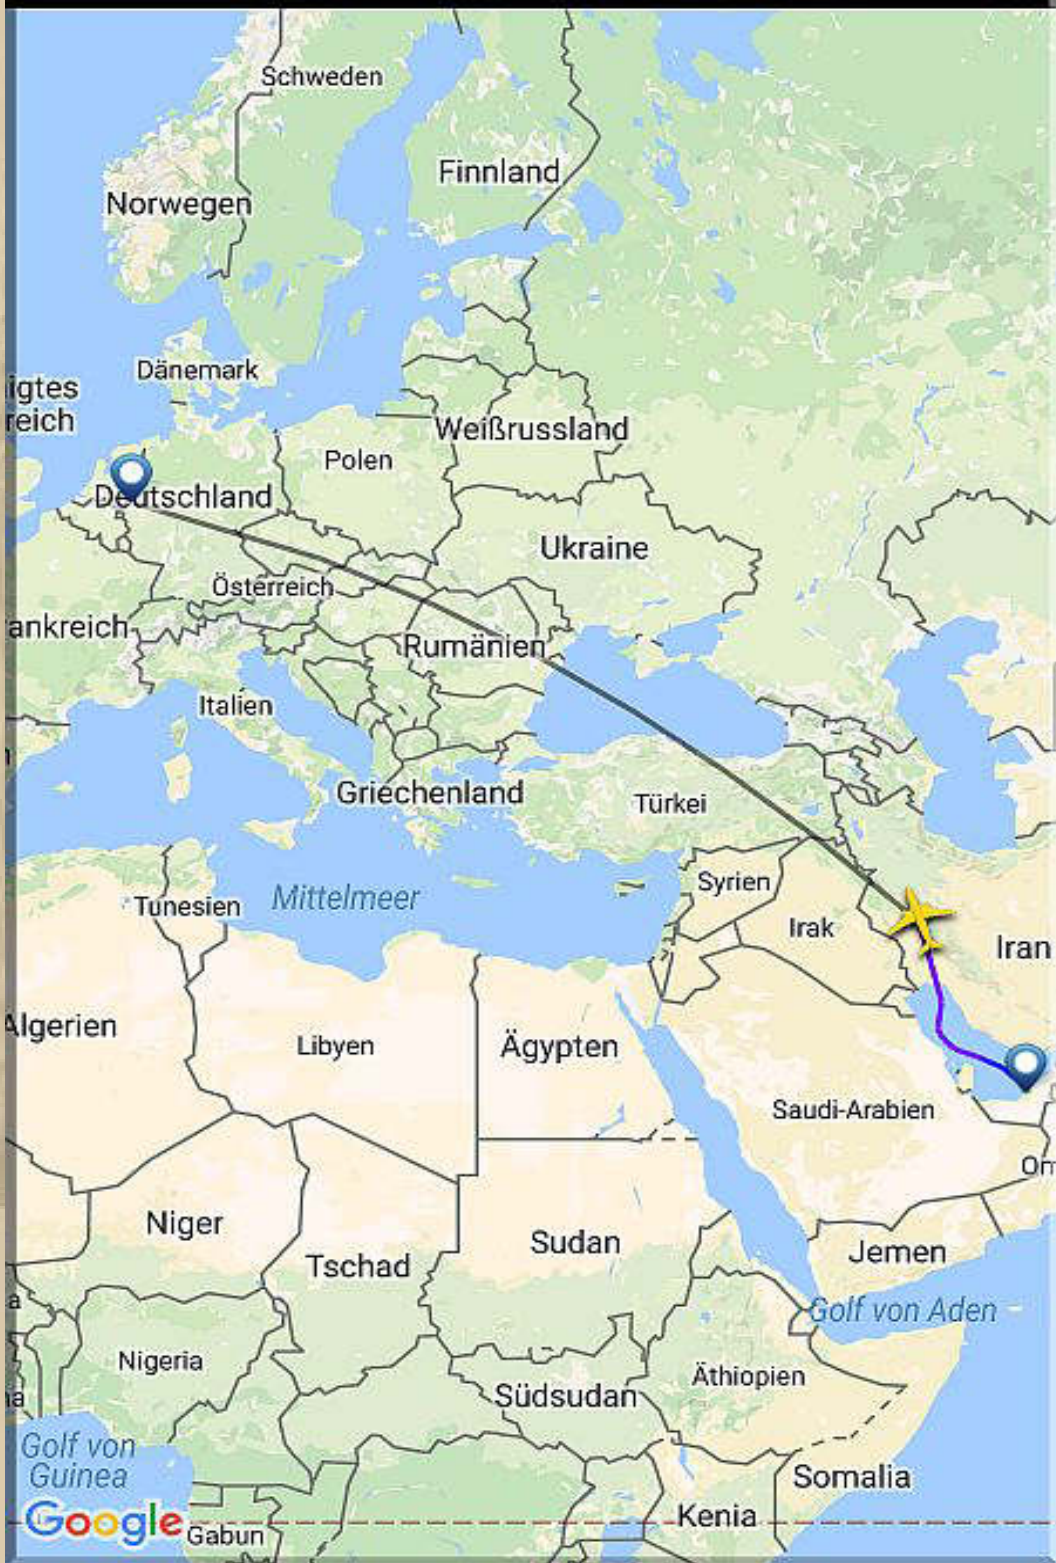 Schweden
Finnland
Norwegen
Dänemark
igtes
reich
Weißrussland
Polen
Deutschland
Ukraine
Österreich
ankreich
Rumänien
Italien
Griechenland
Türkei
Syrien
Mittelmeer
Tunesien
Irak
Iran
Algerien
Libyen
Ägypten
Saudi-Arabien
Om
Niger
Sudan
Jemen
Tschad
a
Golf von Aden
Nigeria
Äthiopien
Südsudan
na
Golf von
Guinea
Somalia
Kenia
Google
Gabun